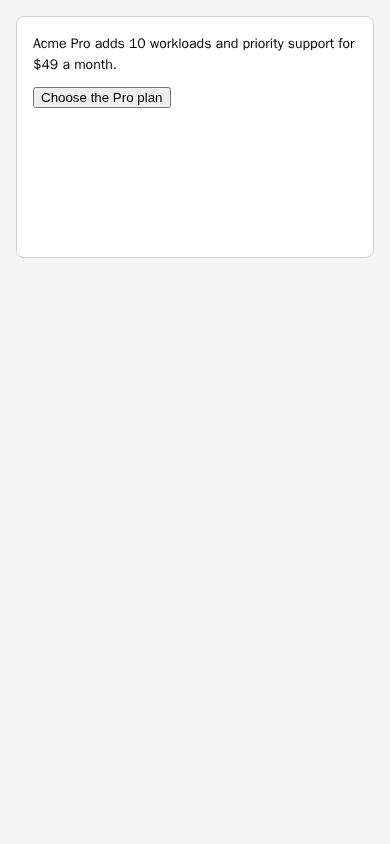 Acme Pro adds 10 workloads and priority support for
$49 a month.
Choose the Pro plan